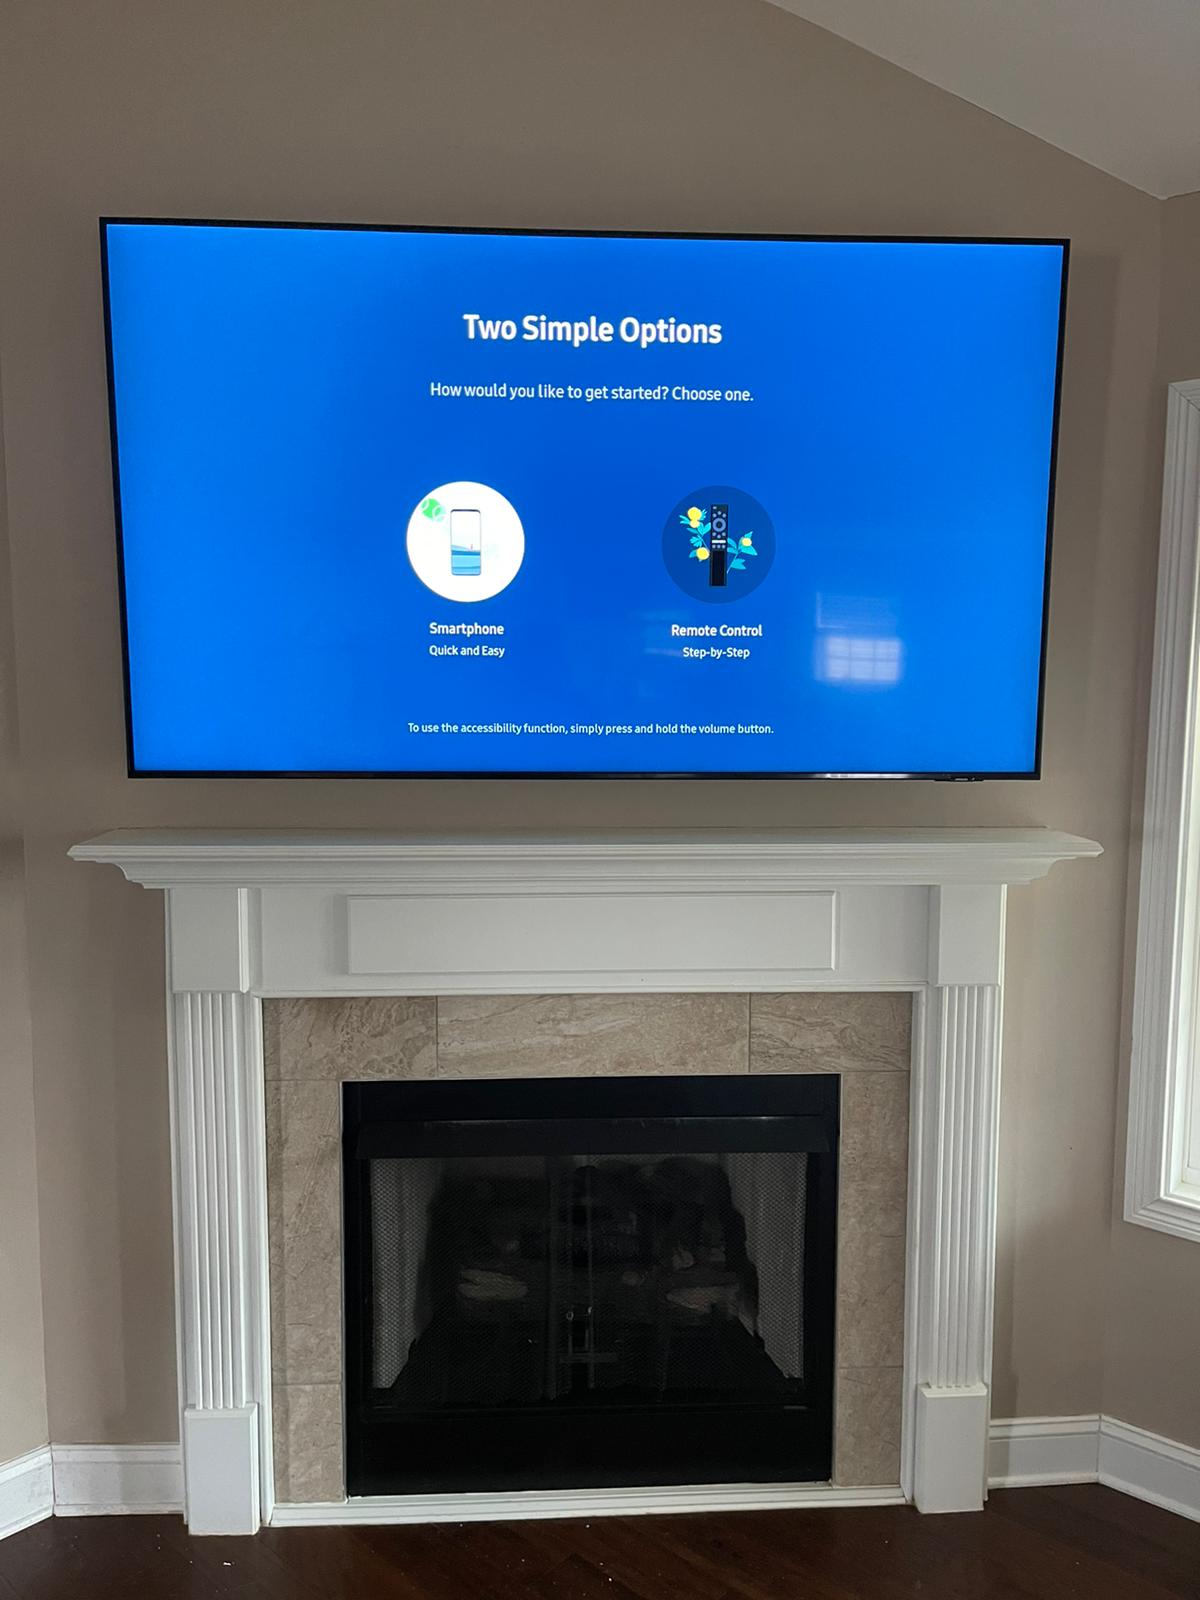 Two Simple Options
How would you like to get started? Choose one.
Smartphone
Quick and Easy
Remote Control
Step-by-Step
To use the accessibility function, simply press and hold the volume button.